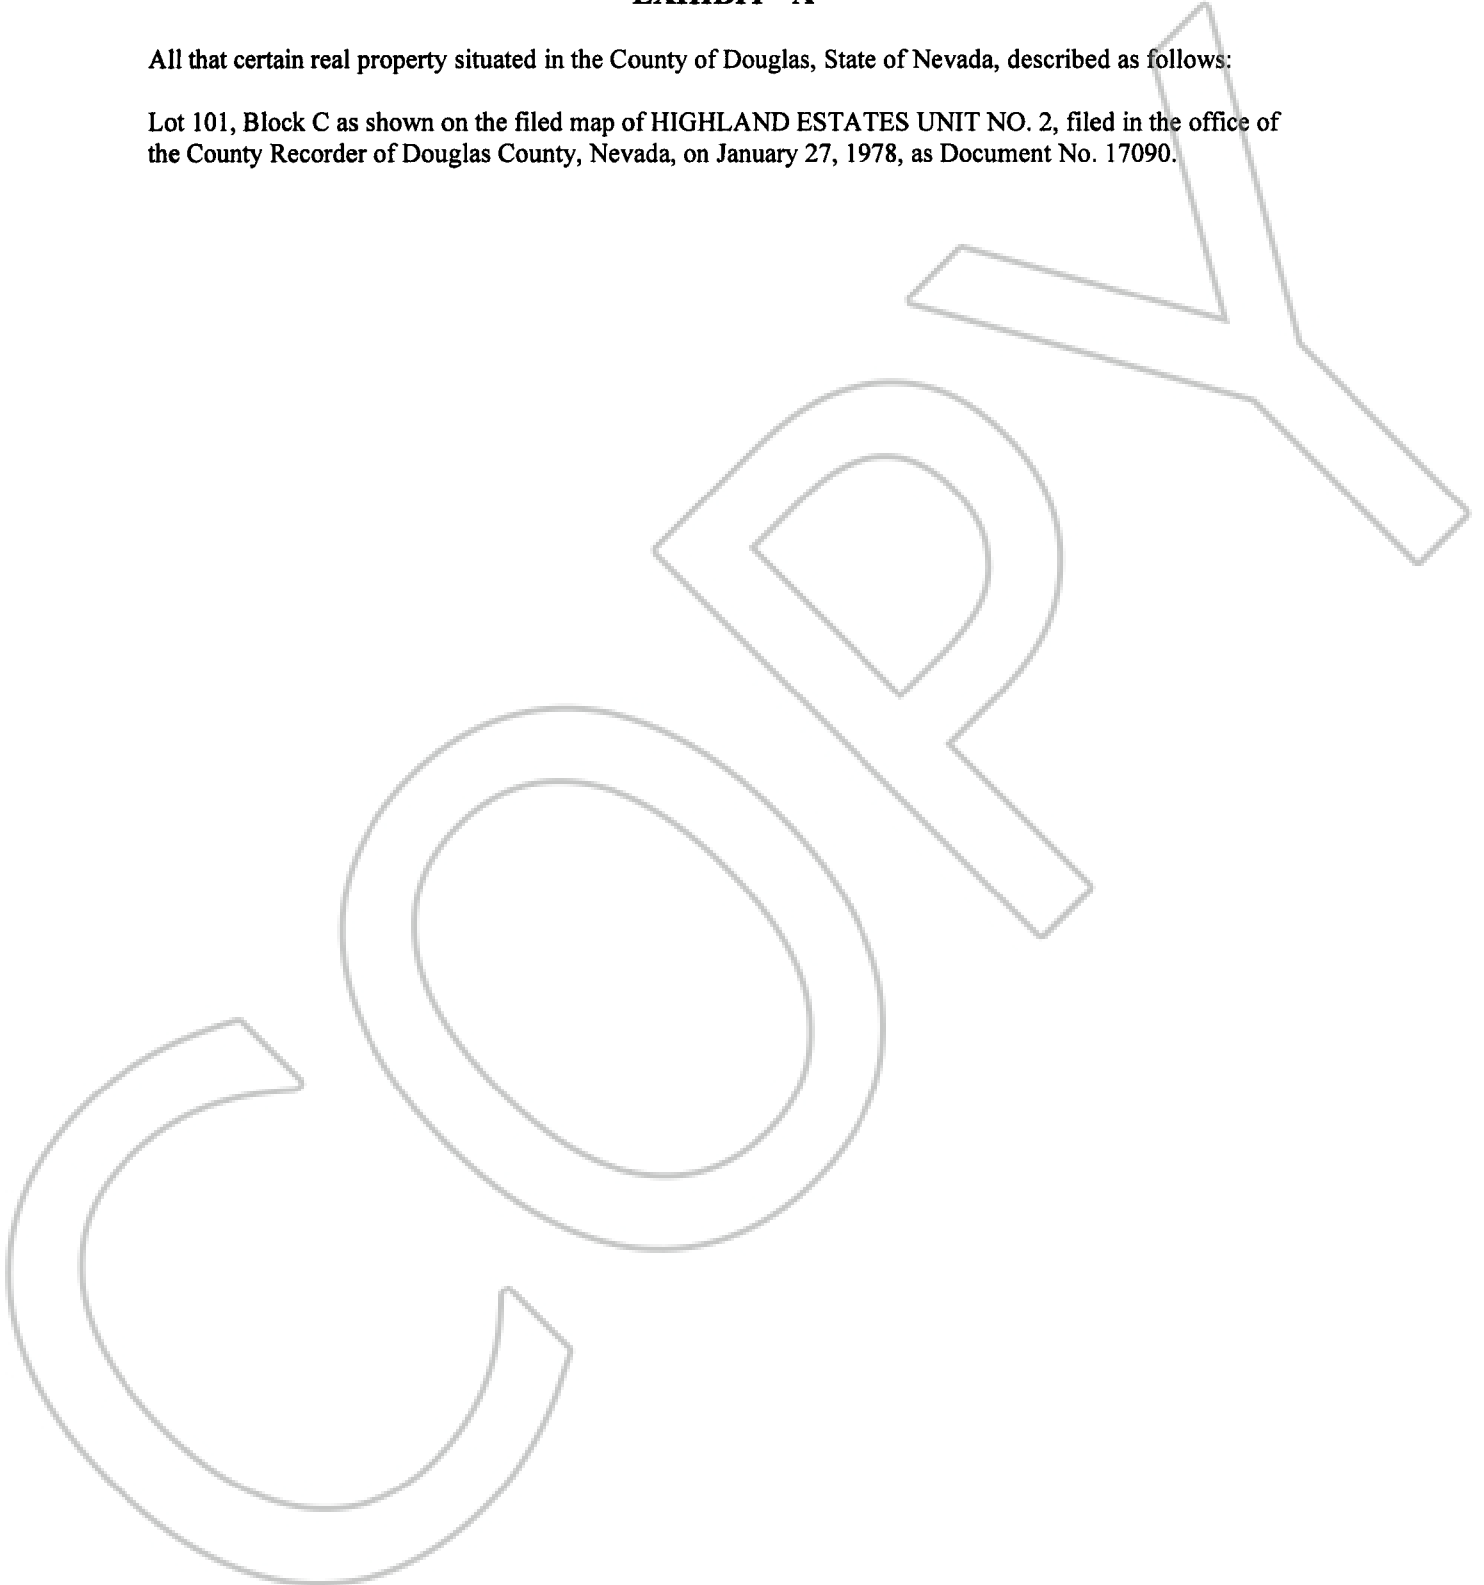 EXHIBIT "A"
All that certain real property situated in the County of Douglas, State of Nevada, described as follows:
Lot 101, Block C as shown on the filed map of HIGHLAND ESTATES UNIT NO. 2, filed in the office of
the County Recorder of Douglas County, Nevada, on January 27, 1978, as Document No. 17090.
COPY